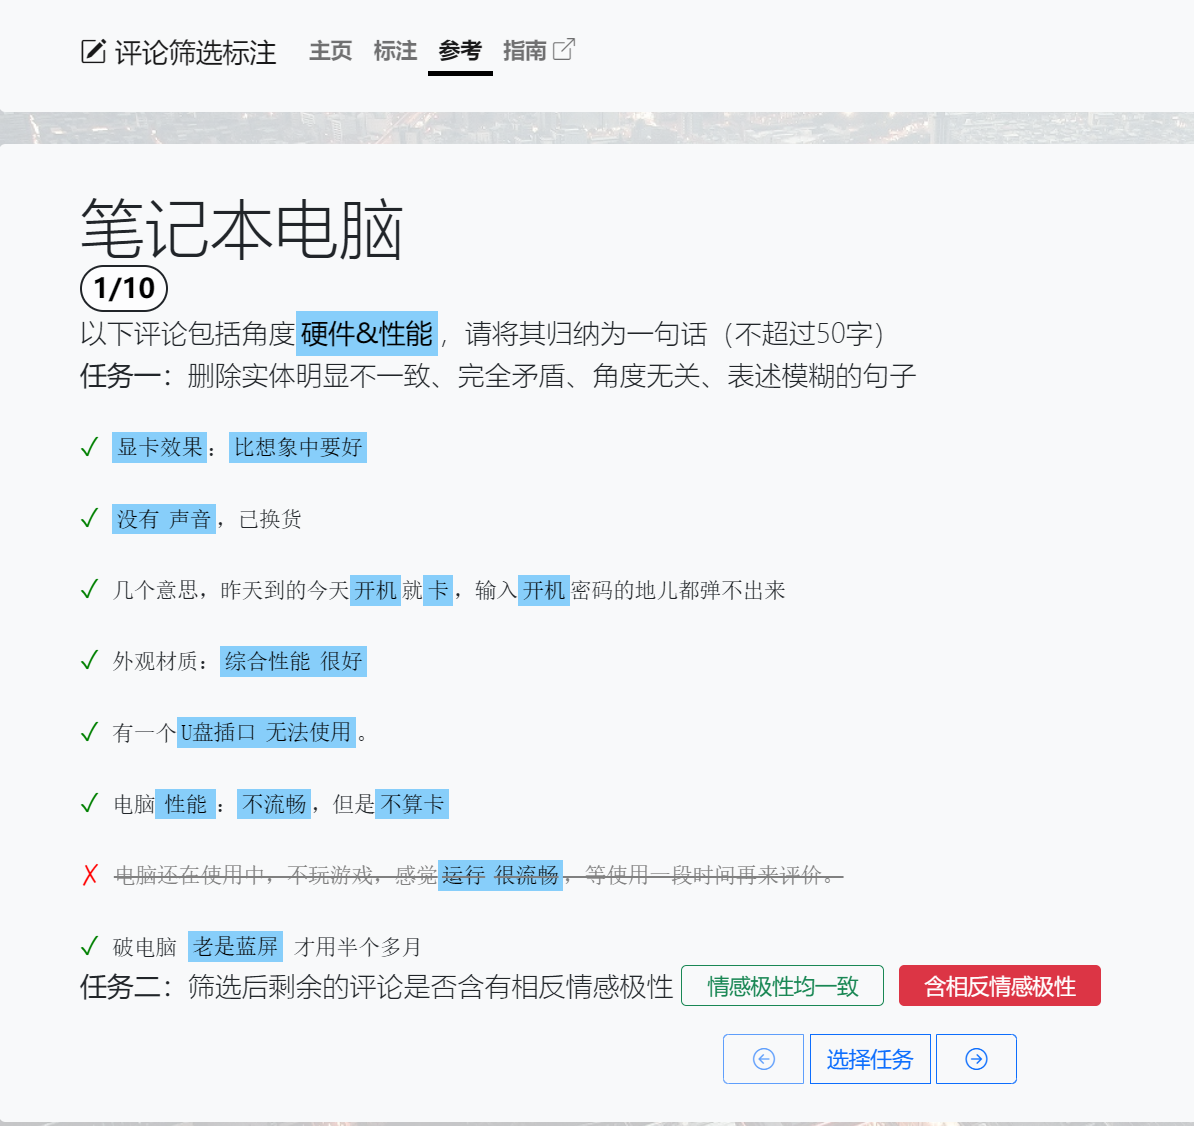 评论筛选标注 主页 标注 参考 指南
笔记本电脑
1/10
以下评论包括角度硬件&性能，请将其归纳为一句话（不超过50字）
任务一：删除实体明显不一致、完全矛盾、角度无关、表述模糊的句子
✓ 显卡效果：比想象中要好
✓ 没有 声音，已换货
✓ 几个意思，昨天到的今天开机就卡，输入开机密码的地儿都弹不出来
✓ 外观材质：综合性能 很好
✓ 有一个U盘插口 无法使用。
✓ 电脑 性能：不流畅，但是不算卡
✗ 电脑还在使用中，不玩游戏，感觉运行 很流畅，等使用一段时间再来评价。
✓ 破电脑 老是蓝屏 才用半个多月
任务二：筛选后剩余的评论是否含有相反情感极性 情感极性均一致 含相反情感极性
选择任务